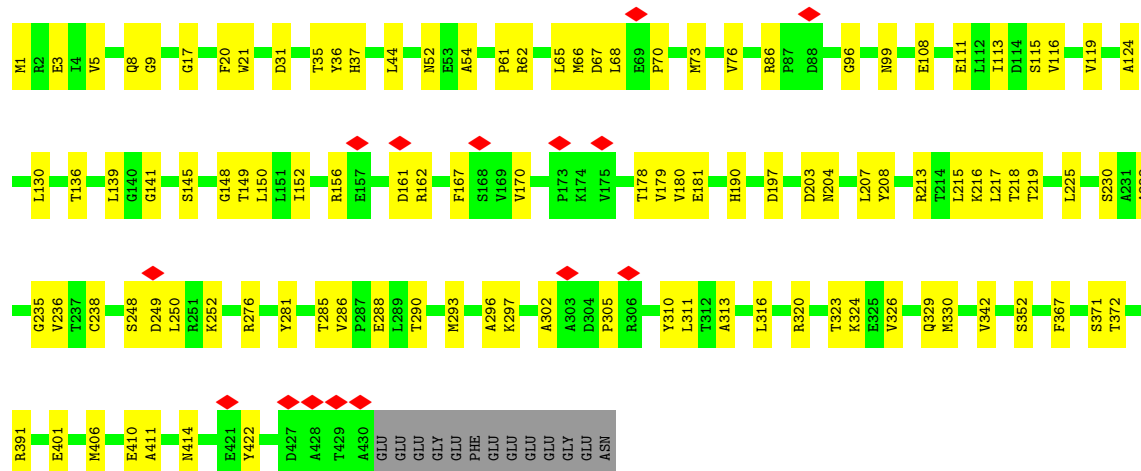 M1 R2 E3 I4 V5 Q8 G9 G17 F20 W21 D31 T35 Y36 H37 L44 N52 E53 A54 P61 R62 L65 M66 D67 L68 E69 P70 M73 V76 R86 P87 D88 G96 N99 E108 E111 L112 I113 D114 S115 V116 V119 A124
L130 T136 L139 G140 G141 S145 G148 T149 L150 L151 I152 R156 E157 D161 R162 F167 S168 V169 V170 P173 K174 V175 T178 V179 V180 E181 H190 D197 D203 N204 L207 Y208 R213 T214 L215 K216 L217 T218 T219 L225 S230 A231
G235 V236 T237 C238 S248 D249 L250 R251 K252 R276 Y281 T285 V286 P287 E288 L289 T290 M293 A296 K297 A302 A303 D304 P305 R306 Y310 L311 T312 A313 L316 R320 T323 K324 E325 V326 Q329 M330 V342 S352 F367 S371 T372
R391 E401 M406 E410 A411 N414 E421 Y422 D427 A428 T429 A430 GLU GLU GLU GLY GLU PHE GLU GLU GLU GLU GLY GLU ASN